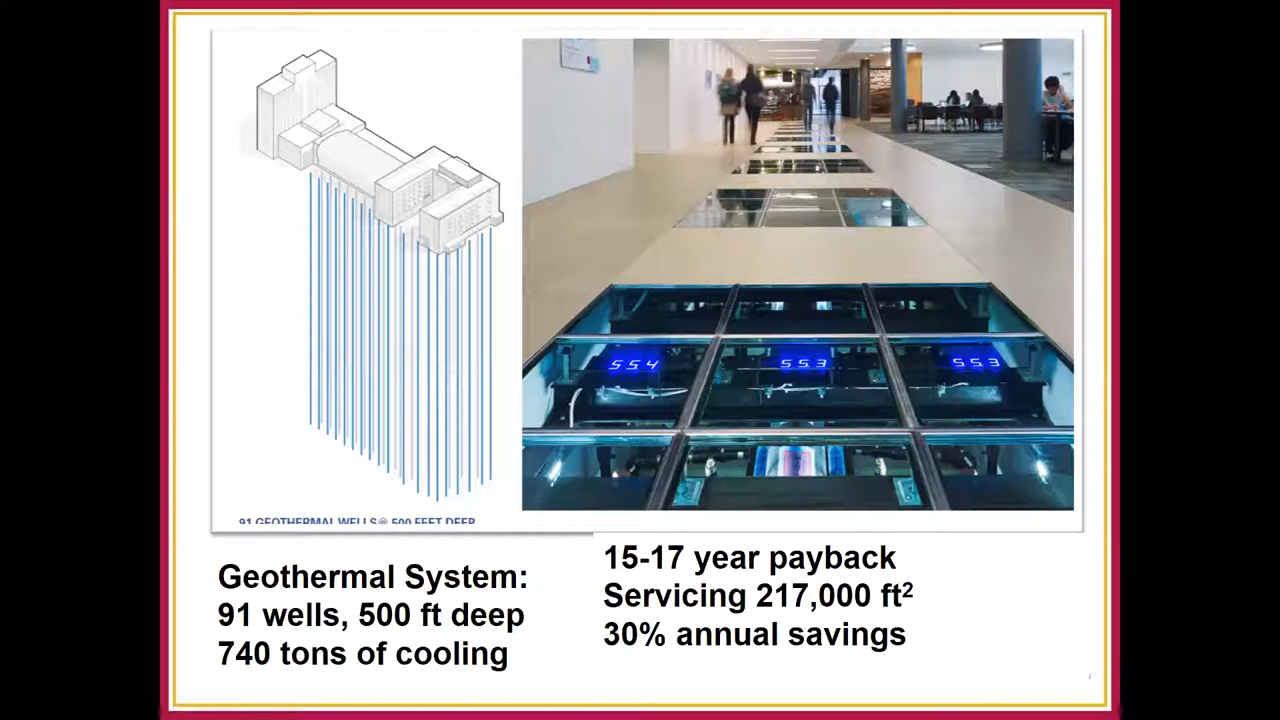 554
553
553
91 GEOTHERMAL WELLS@ 500 FEET DEEP
Geothermal System:
91 wells, 500 ft deep
740 tons of cooling
15-17 year payback
Servicing 217,000 ft²
30% annual savings